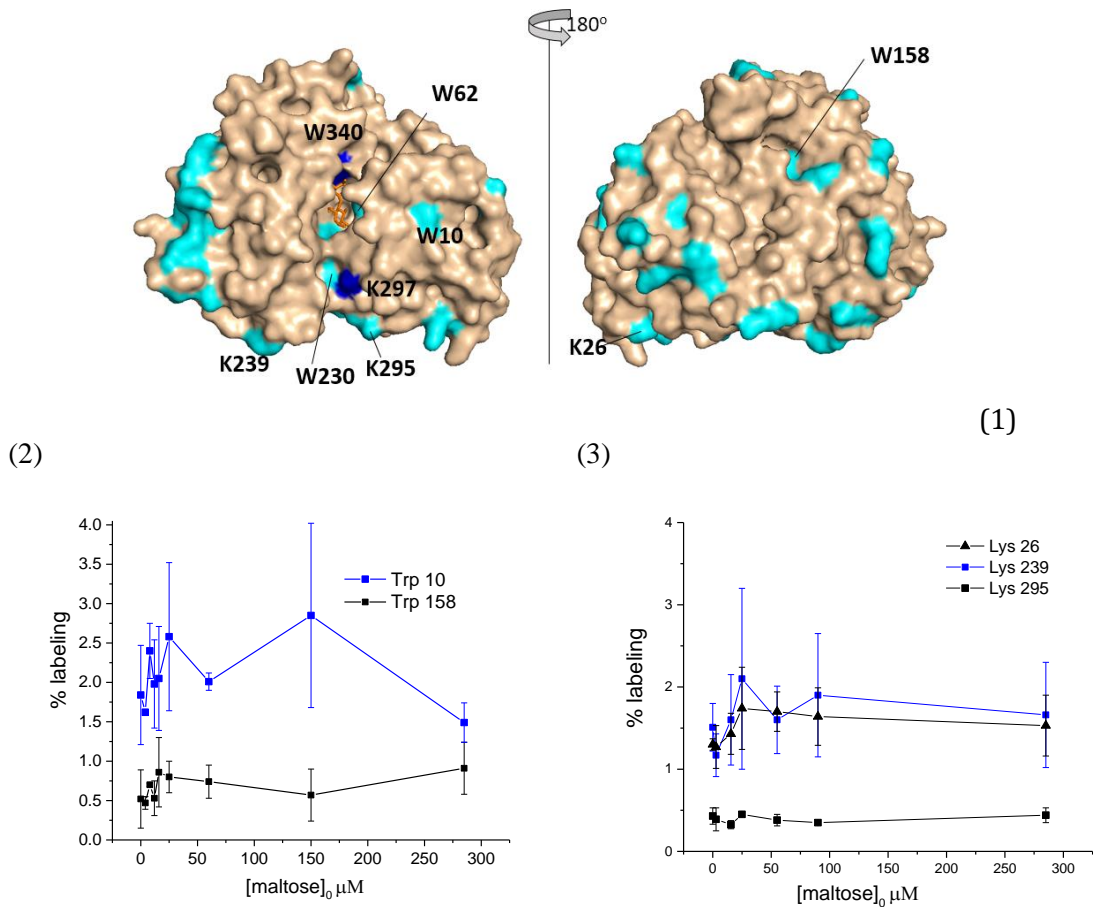 180o
W158
W62
W340
W10
K297
K239
W230
K295
K26
(1)
(2)
(3)
4.0
3.5
3.0
2.5
2.0
1.5
1.0
0.5
0.0
% labeling
Trp 10
Trp 158
0 50 100 150 200 250 300
[maltose]0 μM
4
2
1
0
% labeling
Lys 26
Lys 239
Lys 295
0 50 100 150 200 250 300
[maltose]0 μM